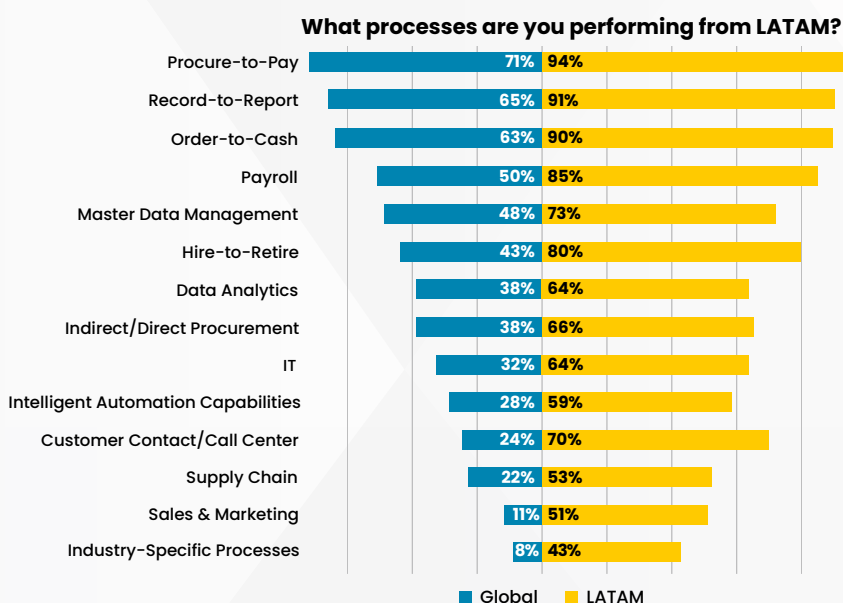 What processes are you performing from LATAM?
Procure-to-Pay 71% 94%
Record-to-Report 65% 91%
Order-to-Cash 63% 90%
Payroll 50% 85%
Master Data Management 48% 73%
Hire-to-Retire 43% 80%
Data Analytics 38% 64%
Indirect/Direct Procurement 38% 66%
IT 32% 64%
Intelligent Automation Capabilities 28% 59%
Customer Contact/Call Center 24% 70%
Supply Chain 22% 53%
Sales & Marketing 11% 51%
Industry-Specific Processes 8% 43%
Global LATAM